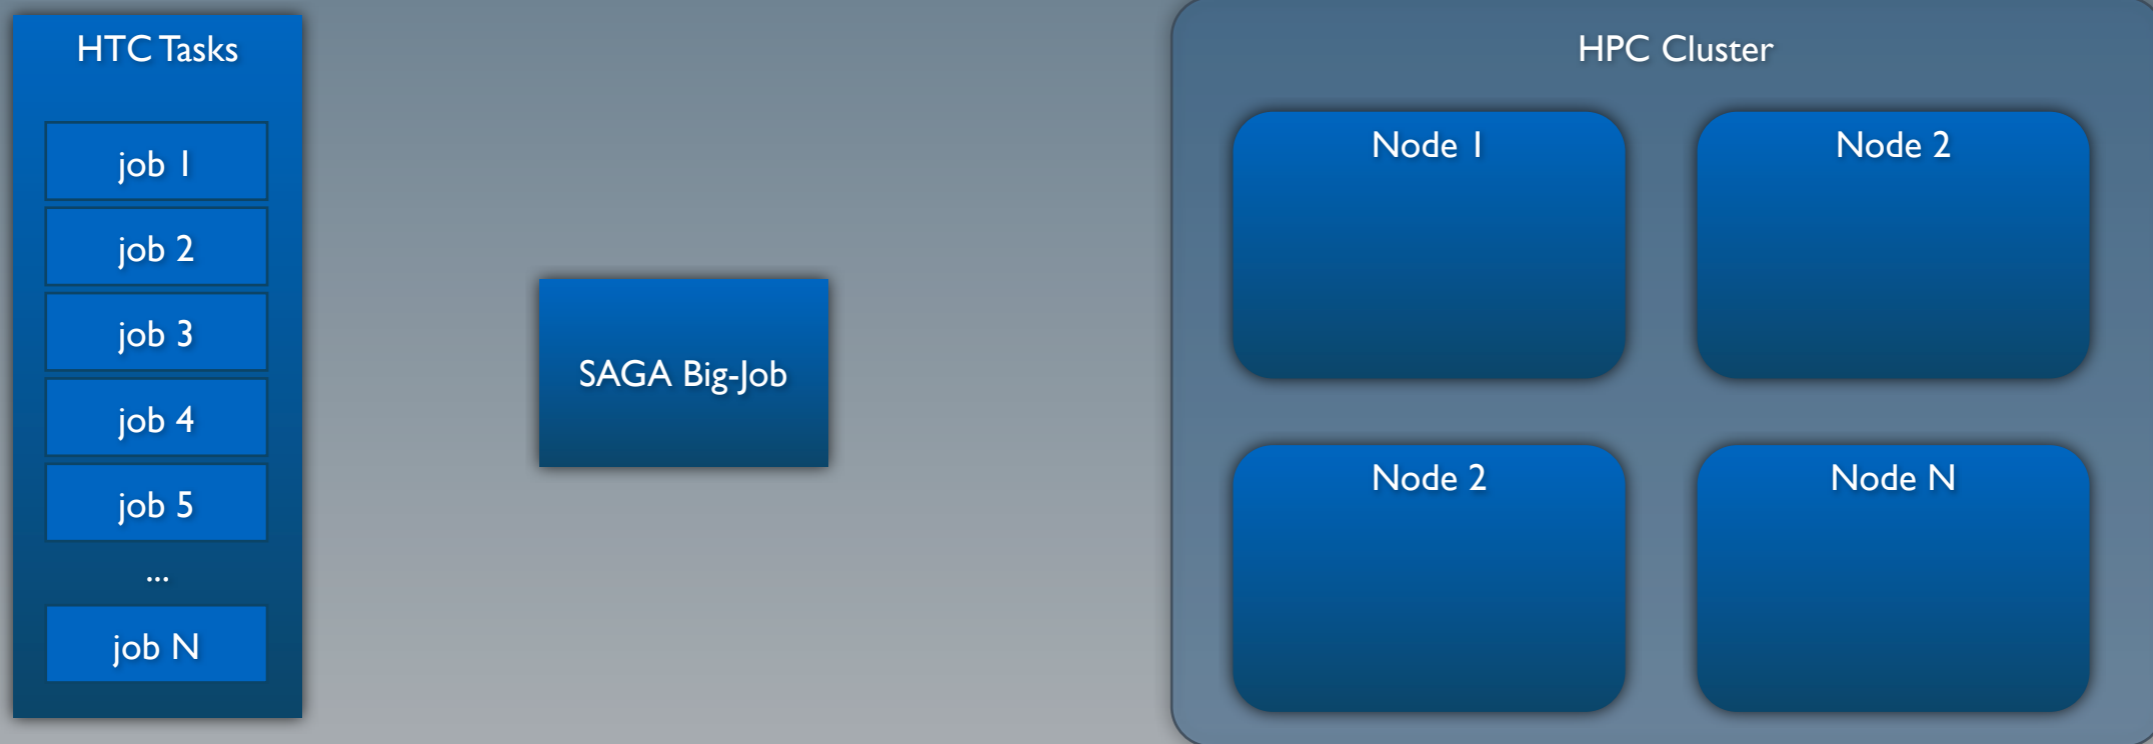 HTC Tasks
job 1
job 2
job 3
job 4
job 5
...
job N
SAGA Big-Job
HPC Cluster
Node 1
Node 2
Node 2
Node N